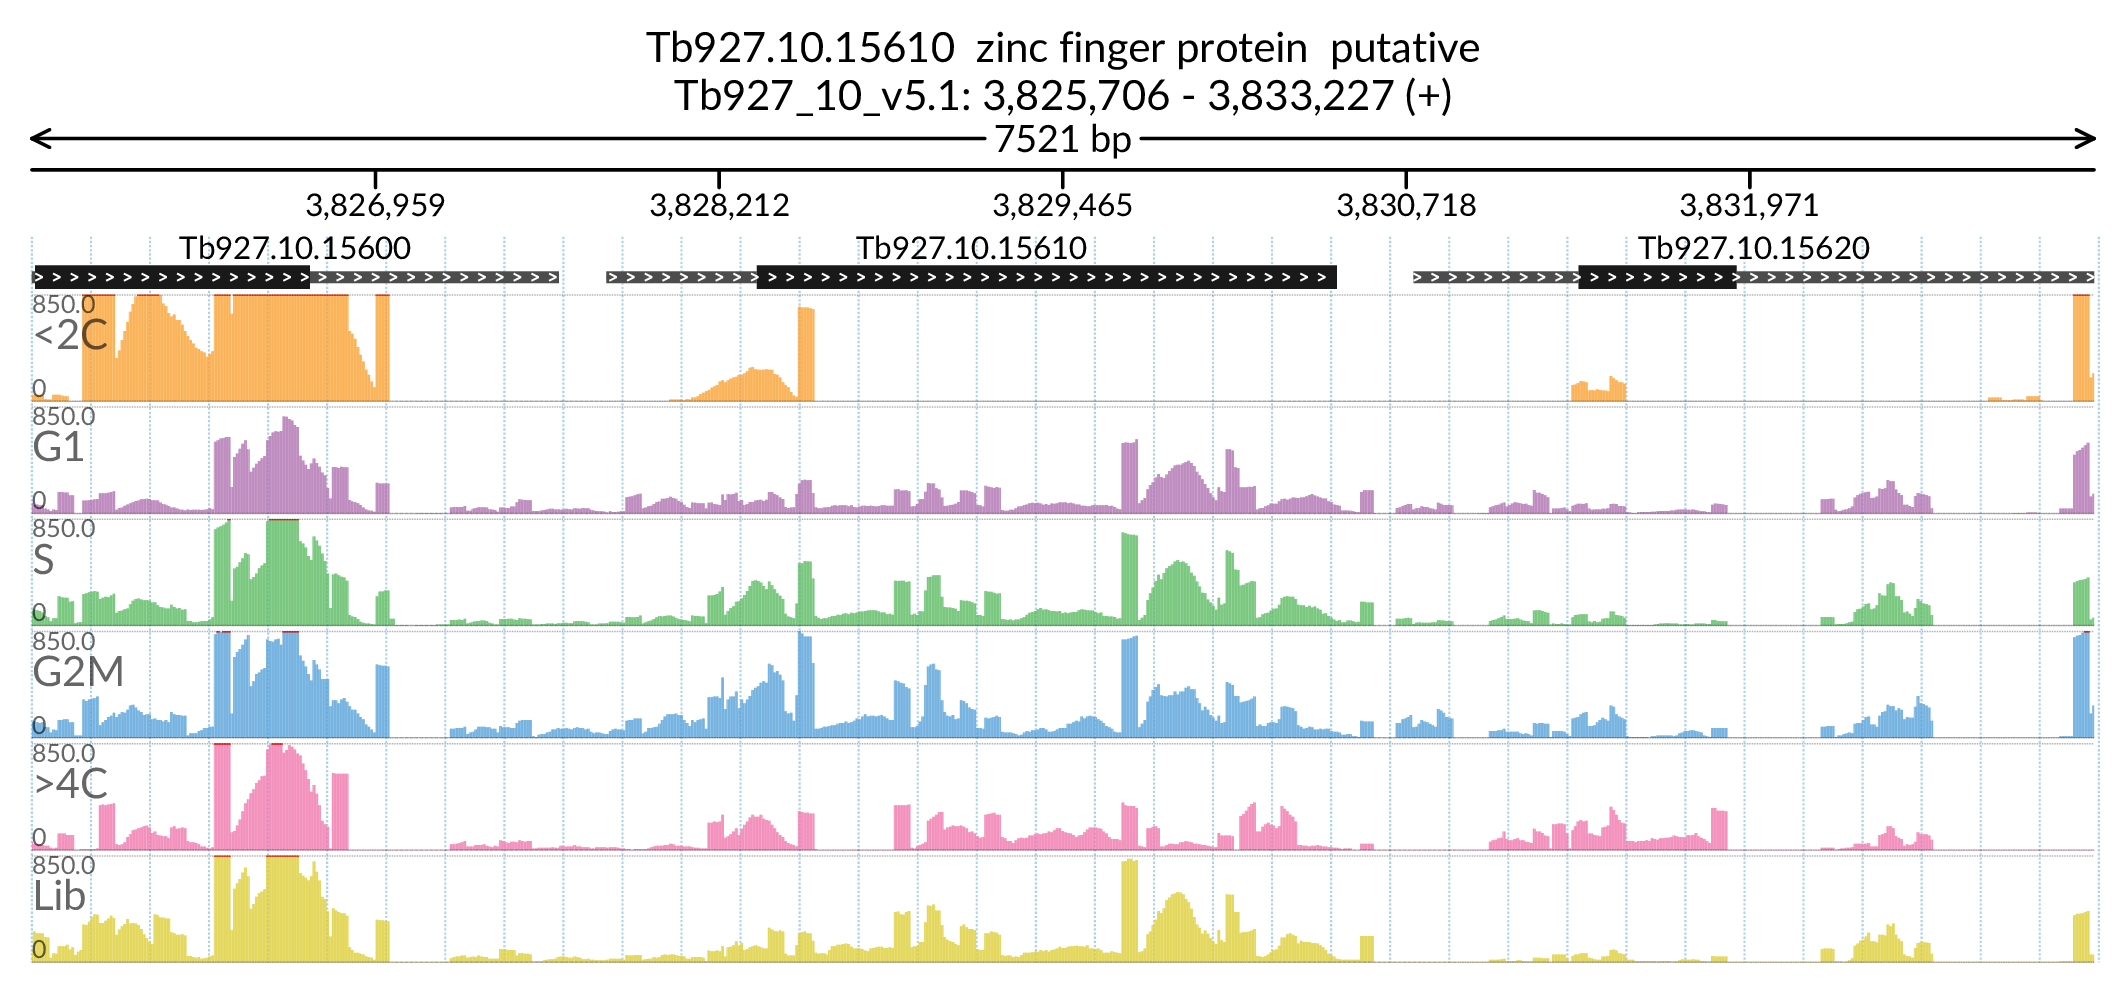 Tb927.10.15610 zinc finger protein putative
Tb927_10_v5.1: 3,825,706 - 3,833,227 (+)
7521 bp
3,826,959 3,828,212 3,829,465 3,830,718 3,831,971
Tb927.10.15600 Tb927.10.15610 Tb927.10.15620
850.0
<2C
0
850.0
G1
0
850.0
S
0
850.0
G2M
0
850.0
>4C
0
850.0
Lib
0